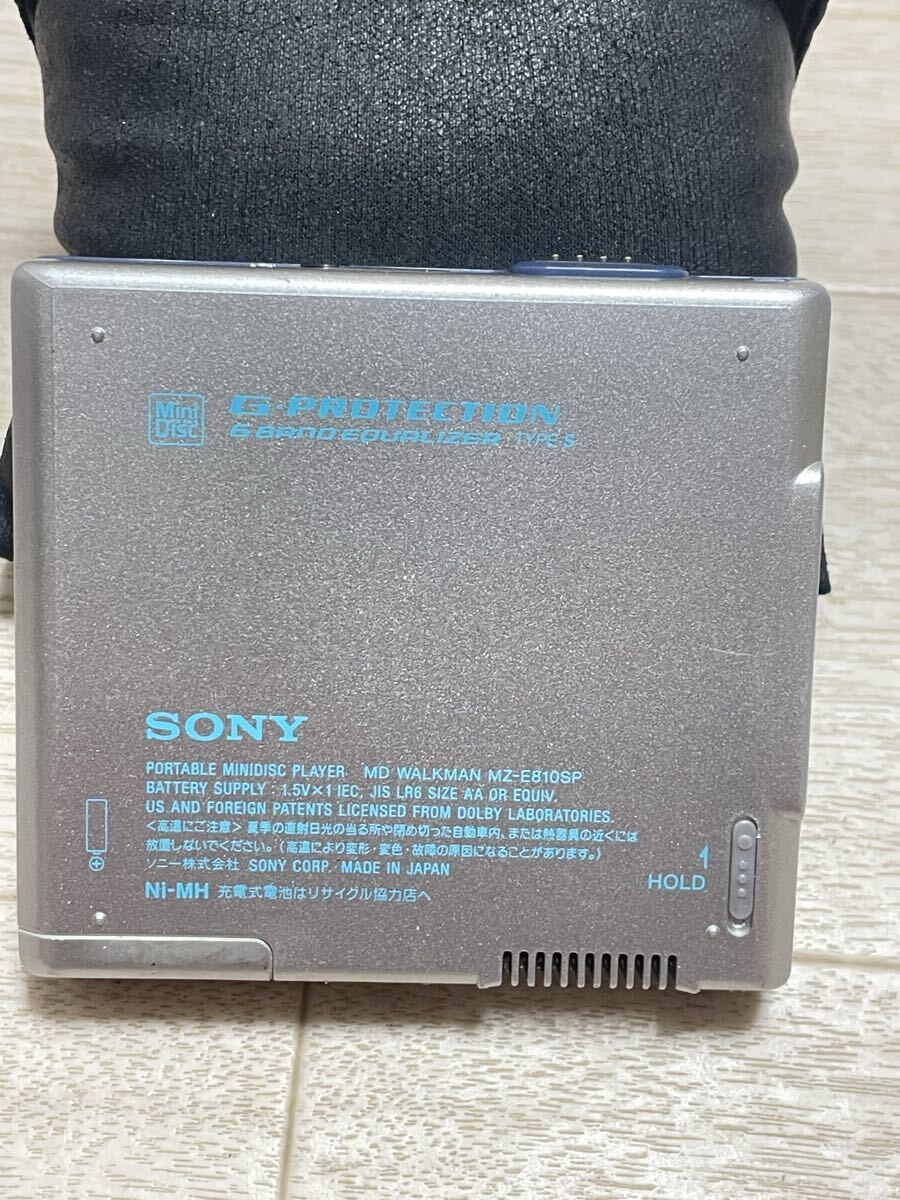 Mini Disc
G-PROTECTION
6 BAND EQUALIZER TYPE S
SONY
PORTABLE MINIDISC PLAYER MD WALKMAN MZ-E810SP
BATTERY SUPPLY : 1.5V×1 IEC, JIS LR6 SIZE AA OR EQUIV.
US AND FOREIGN PATENTS LICENSED FROM DOLBY LABORATORIES.
<高温にご注意> 夏季の直射日光の当る所や閉め切った自動車内、または熱器具の近くには
放置しないでください。(高温により変形・変色・故障の原因になることがあります。)
ソニー株式会社 SONY CORP. MADE IN JAPAN
Ni-MH 充電式電池はリサイクル協力店へ
HOLD